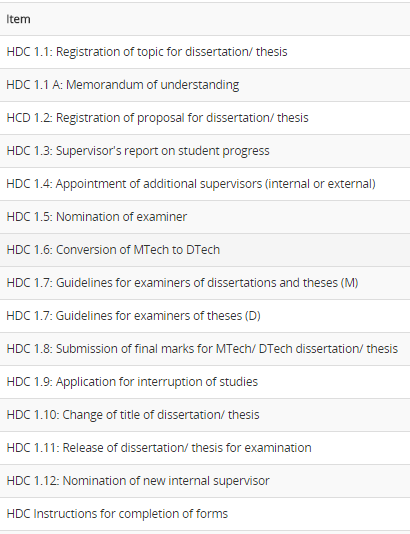 Item
HDC 1.1: Registration of topic for dissertation/ thesis
HDC 1.1 A: Memorandum of understanding
HCD 1.2: Registration of proposal for dissertation/ thesis
HDC 1.3: Supervisor's report on student progress
HDC 1.4: Appointment of additional supervisors (internal or external)
HDC 1.5: Nomination of examiner
HDC 1.6: Conversion of MTech to DTech
HDC 1.7: Guidelines for examiners of dissertations and theses (M)
HDC 1.7: Guidelines for examiners of theses (D)
HDC 1.8: Submission of final marks for MTech/ DTech dissertation/ thesis
HDC 1.9: Application for interruption of studies
HDC 1.10: Change of title of dissertation/ thesis
HDC 1.11: Release of dissertation/ thesis for examination
HDC 1.12: Nomination of new internal supervisor
HDC Instructions for completion of forms